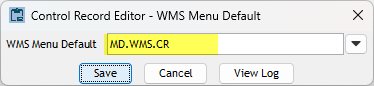 Control Record Editor - WMS Menu Default
WMS Menu Default MD.WMS.CR
Save Cancel View Log